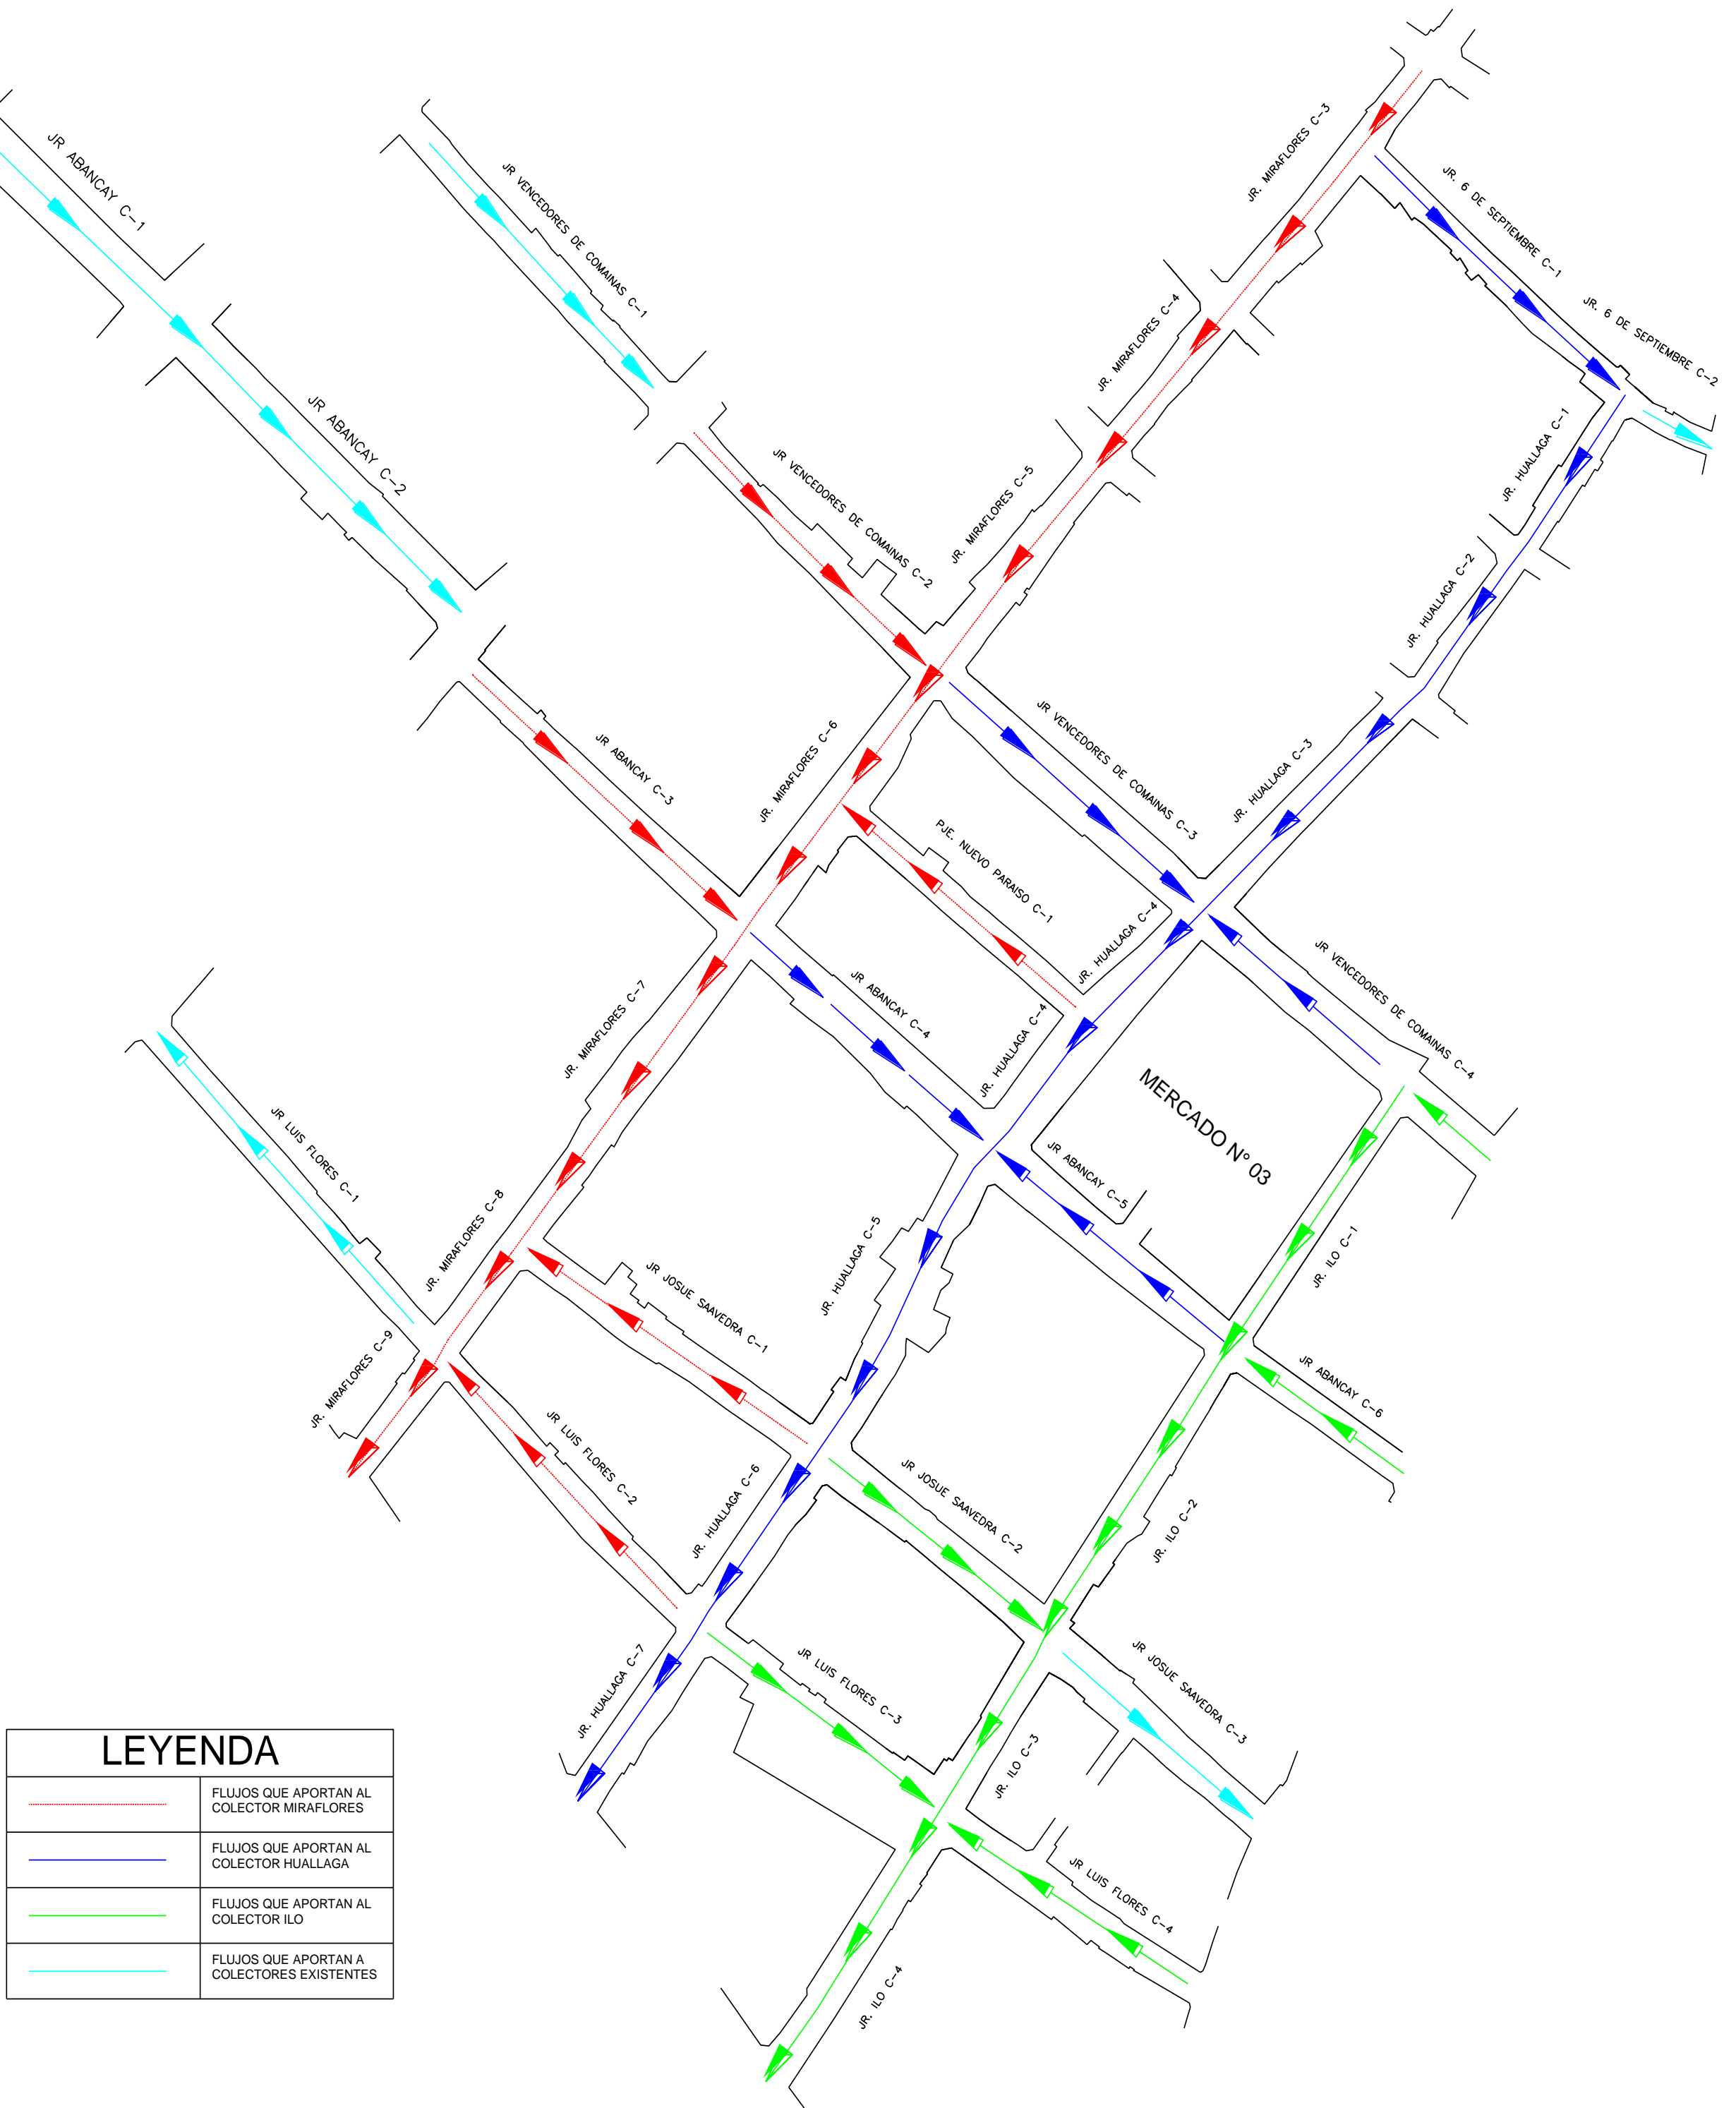 JR. MIRAFLORES C-3
JR ABANCAY C-1
JR VENCEDORES DE COMAINAS C-1
JR. 6 DE SEPTIEMBRE C-1
JR. 6 DE SEPTIEMBRE C-2
JR. MIRAFLORES C-4
JR ABANCAY C-2
JR. HUALLAGA C-1
JR VENCEDORES DE COMAINAS C-2
JR. MIRAFLORES C-5
JR. HUALLAGA C-2
JR ABANCAY C-3
JR. MIRAFLORES C-6
JR VENCEDORES DE COMAINAS C-3
JR. HUALLAGA C-3
PJE. NUEVO PARAISO C-1
JR. HUALLAGA C-4
JR VENCEDORES DE COMAINAS C-4
JR. MIRAFLORES C-7
JR ABANCAY C-4
JR. HUALLAGA C-4
MERCADO N° 03
JR LUIS FLORES C-1
JR ABANCAY C-5
JR. MIRAFLORES C-8
JR. HUALLAGA C-5
JR. ILO C-1
JR JOSUE SAAVEDRA C-1
JR. MIRAFLORES C-9
JR ABANCAY C-6
JR LUIS FLORES C-2
JR. HUALLAGA C-6
JR JOSUE SAAVEDRA C-2
JR. ILO C-2
JR. HUALLAGA C-7
JR LUIS FLORES C-3
JR JOSUE SAAVEDRA C-3
JR. ILO C-3
JR LUIS FLORES C-4
JR. ILO C-4
LEYENDA
FLUJOS QUE APORTAN AL
COLECTOR MIRAFLORES
FLUJOS QUE APORTAN AL
COLECTOR HUALLAGA
FLUJOS QUE APORTAN AL
COLECTOR ILO
FLUJOS QUE APORTAN A
COLECTORES EXISTENTES